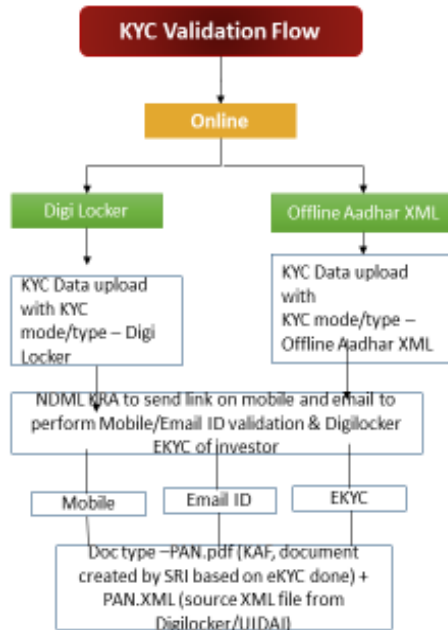 KYC Validation Flow
Online
Digi Locker
Offline Aadhar XML
KYC Data upload
with KYC
mode/type – Digi
Locker
KYC Data upload
with
KYC mode/type –
Offline Aadhar XML
NDML KRA to send link on mobile and email to
perform Mobile/Email ID validation & Digilocker
EKYC of investor
Mobile
Email ID
EKYC
Doc type –PAN.pdf (KAF, document
created by SRI based on eKYC done) +
PAN.XML (source XML file from
Digilocker/UIDAI)